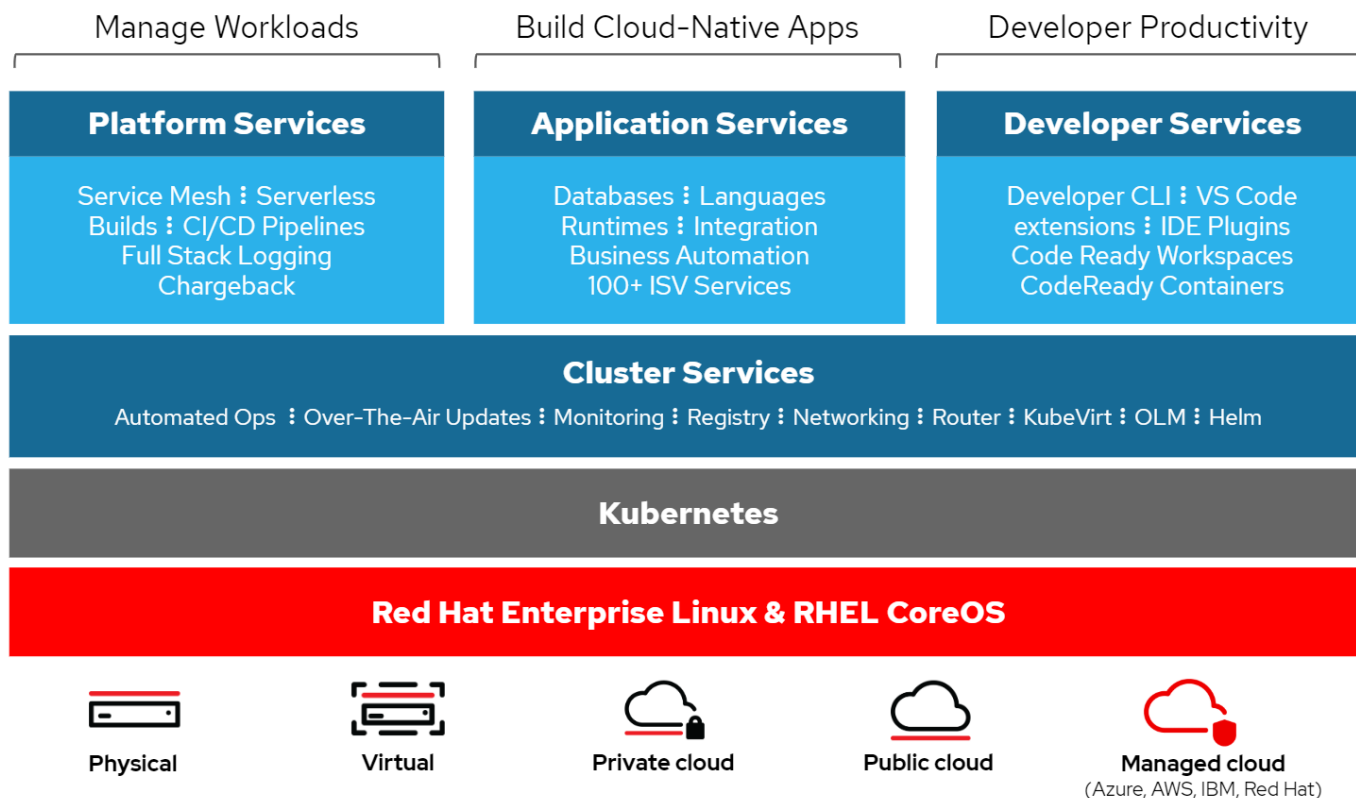 Manage Workloads
Build Cloud-Native Apps
Developer Productivity
Platform Services
Service Mesh ⋮ Serverless
Builds ⋮ CI/CD Pipelines
Full Stack Logging
Chargeback
Application Services
Databases ⋮ Languages
Runtimes ⋮ Integration
Business Automation
100+ ISV Services
Developer Services
Developer CLI ⋮ VS Code
extensions ⋮ IDE Plugins
Code Ready Workspaces
CodeReady Containers
Cluster Services
Automated Ops ⋮ Over-The-Air Updates ⋮ Monitoring ⋮ Registry ⋮ Networking ⋮ Router ⋮ KubeVirt ⋮ OLM ⋮ Helm
Kubernetes
Red Hat Enterprise Linux & RHEL CoreOS
Physical
Virtual
Private cloud
Public cloud
Managed cloud
(Azure, AWS, IBM, Red Hat)